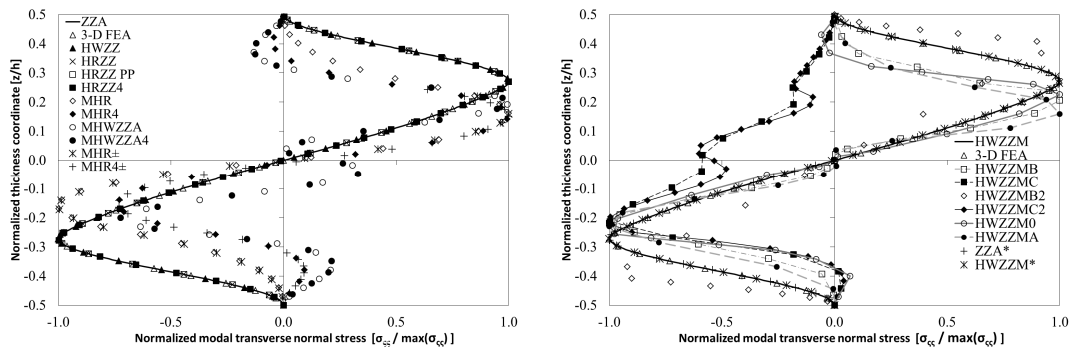 0.5
0.4
0.3
0.2
0.1
0.0
-0.1
-0.2
-0.3
-0.4
-0.5
Normalized thickness coordinate [z/h]
ZZA
3-D FEA
HWZZ
HRZZ
HRZZ PP
HRZZ4
MHR
MHR4
MHWZZA
MHWZZA4
MHR±
MHR4±
-1.0
-0.5
0.0
0.5
1.0
Normalized modal transverse normal stress [σςς / max(σςς) ]
0.5
0.4
0.3
0.2
0.1
0.0
-0.1
-0.2
-0.3
-0.4
-0.5
Normalized thickness coordinate [z/h]
HWZZM
3-D FEA
HWZZMB
HWZZMC
HWZZMB2
HWZZMC2
HWZZM0
HWZZMA
ZZA*
HWZZM*
-1.0
-0.5
0.0
0.5
1.0
Normalized modal transverse normal stress [σςς / max(σςς) ]